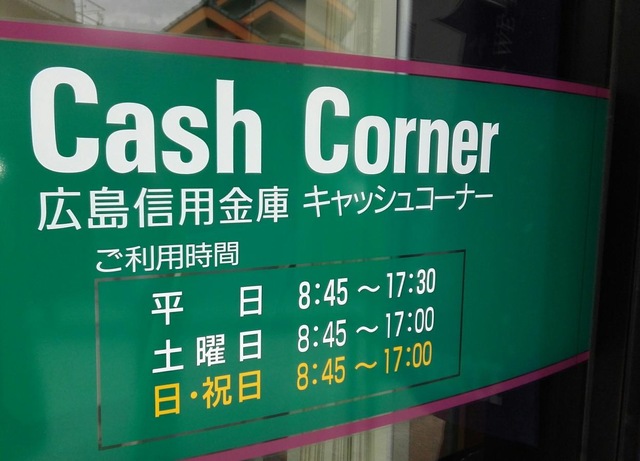 Cash Corner
広島信用金庫 キャッシュコーナー
ご利用時間
平 日 8:45 ～ 17:30
土曜日 8:45 ～ 17:00
日・祝日 8:45 ～ 17:00